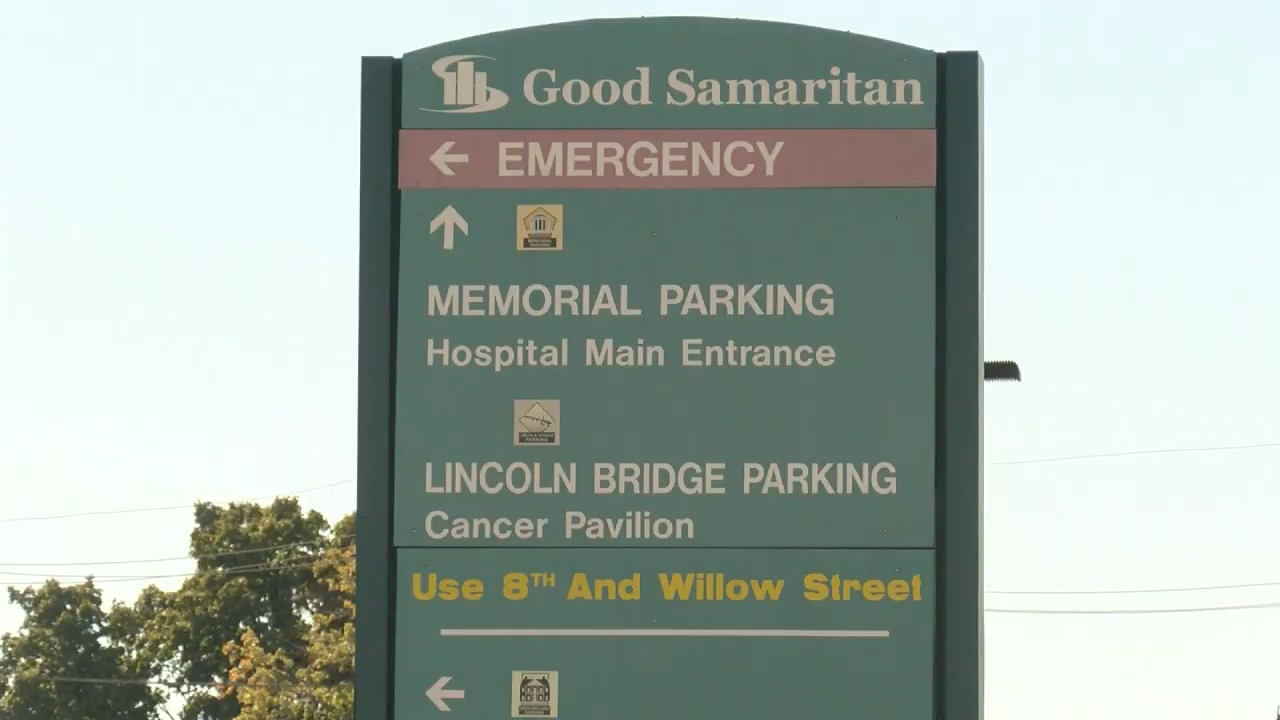 Good Samaritan
EMERGENCY
MEMORIAL PARKING
Hospital Main Entrance
LINCOLN BRIDGE PARKING
Cancer Pavilion
Use 8TH And Willow Street